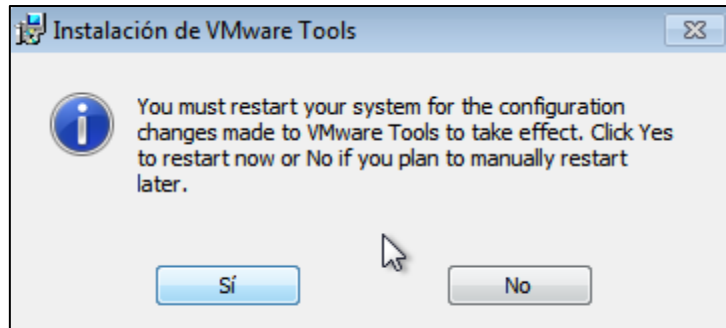 Instalación de VMware Tools
You must restart your system for the configuration
changes made to VMware Tools to take effect. Click Yes
to restart now or No if you plan to manually restart
later.
Sí
No